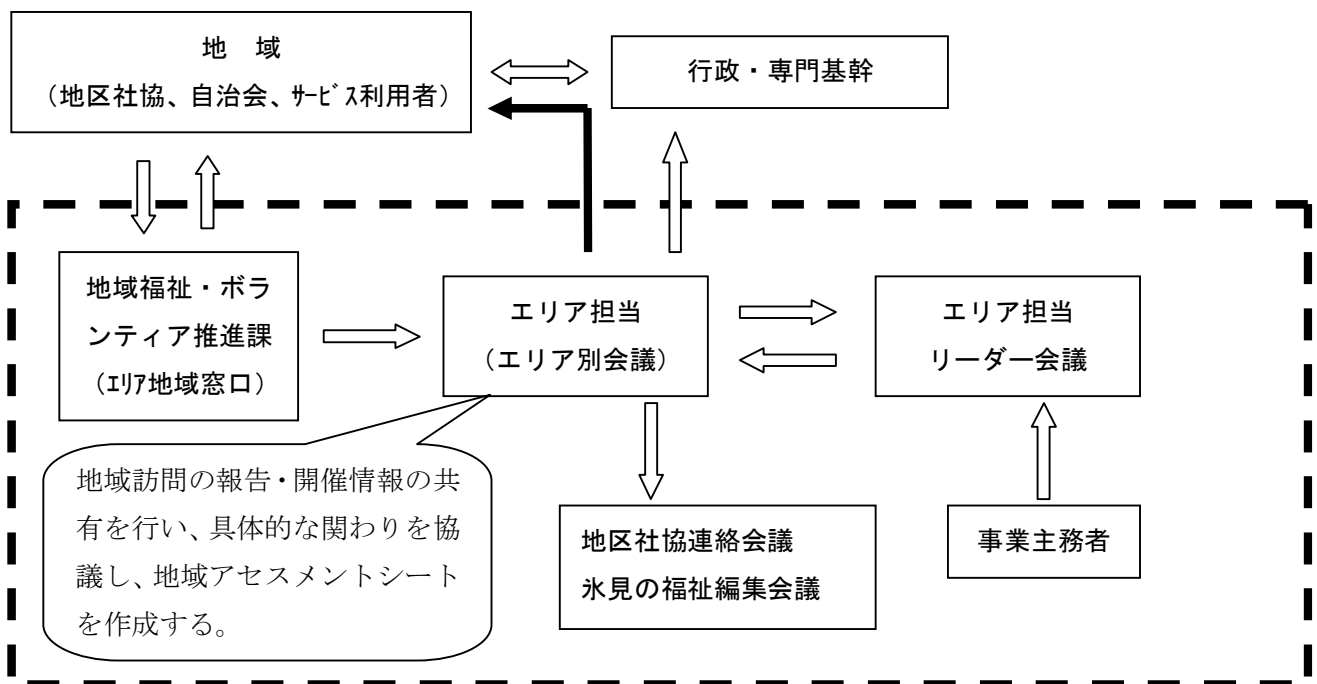 地 域
（地区社協、自治会、ｻｰﾋﾞｽ利用者）
行政・専門基幹
地域福祉・ボラ
ンティア推進課
（ｴﾘｱ地域窓口）
エリア担当
（エリア別会議）
エリア担当
リーダー会議
地域訪問の報告・開催情報の共
有を行い、具体的な関わりを協
議し、地域アセスメントシート
を作成する。
地区社協連絡会議
氷見の福祉編集会議
事業主務者